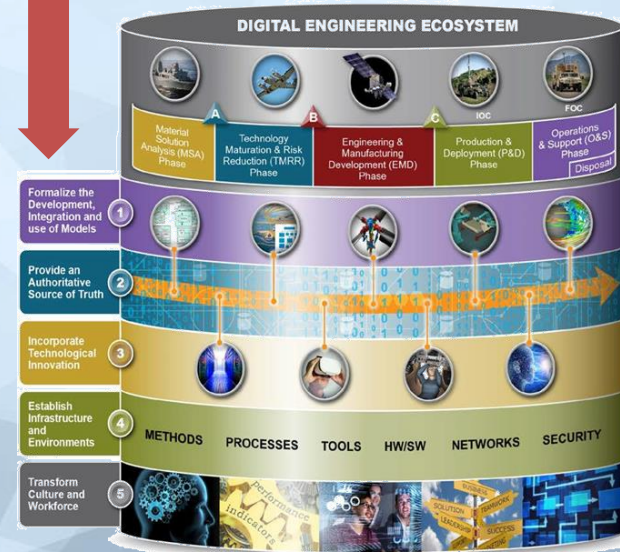 DIGITAL ENGINEERING ECOSYSTEM
IOC
FOC
A
B
C
Material
Solution
Analysis (MSA)
Phase
Technology
Maturation & Risk
Reduction (TMRR)
Phase
Engineering &
Manufacturing
Development (EMD)
Phase
Production &
Deployment (P&D)
Phase
Operations
& Support (O&S)
Phase
Disposal
Formalize the
Development,
Integration and
use of Models
1
Provide an
Authoritative
Source of Truth
2
Incorporate
Technological
Innovation
3
Establish
Infrastructure
and
Environments
4
METHODS
PROCESSES
TOOLS
HW/SW
NETWORKS
SECURITY
Transform
Culture and
Workforce
5
performance
indicators
BUSINESS
SOLUTION
TEAMWORK
LEADERSHIP
SUCCESS